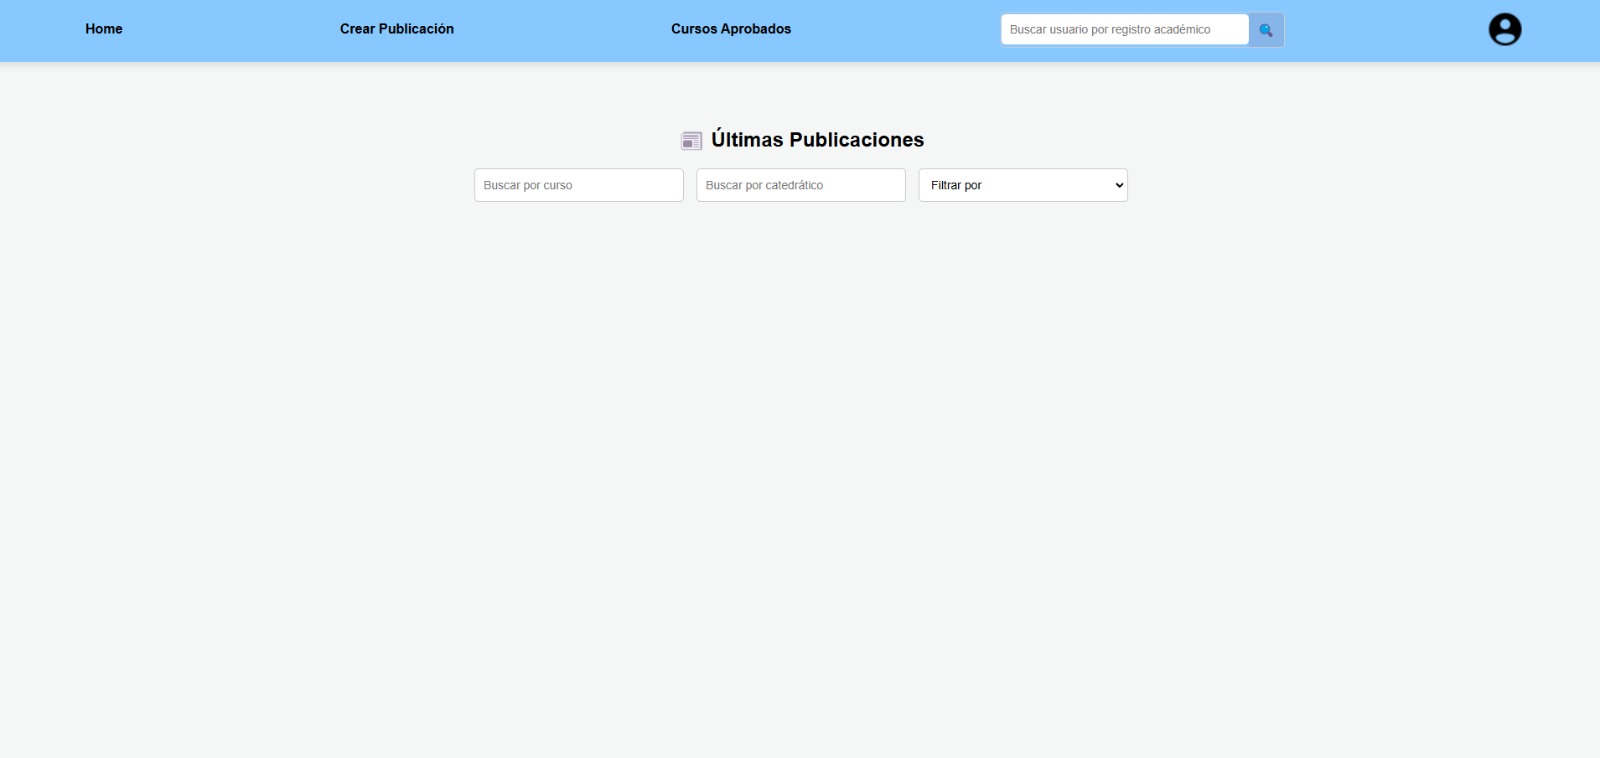 Home
Crear Publicación
Cursos Aprobados
Buscar usuario por registro académico
Últimas Publicaciones
Buscar por curso
Buscar por catedrático
Filtrar por